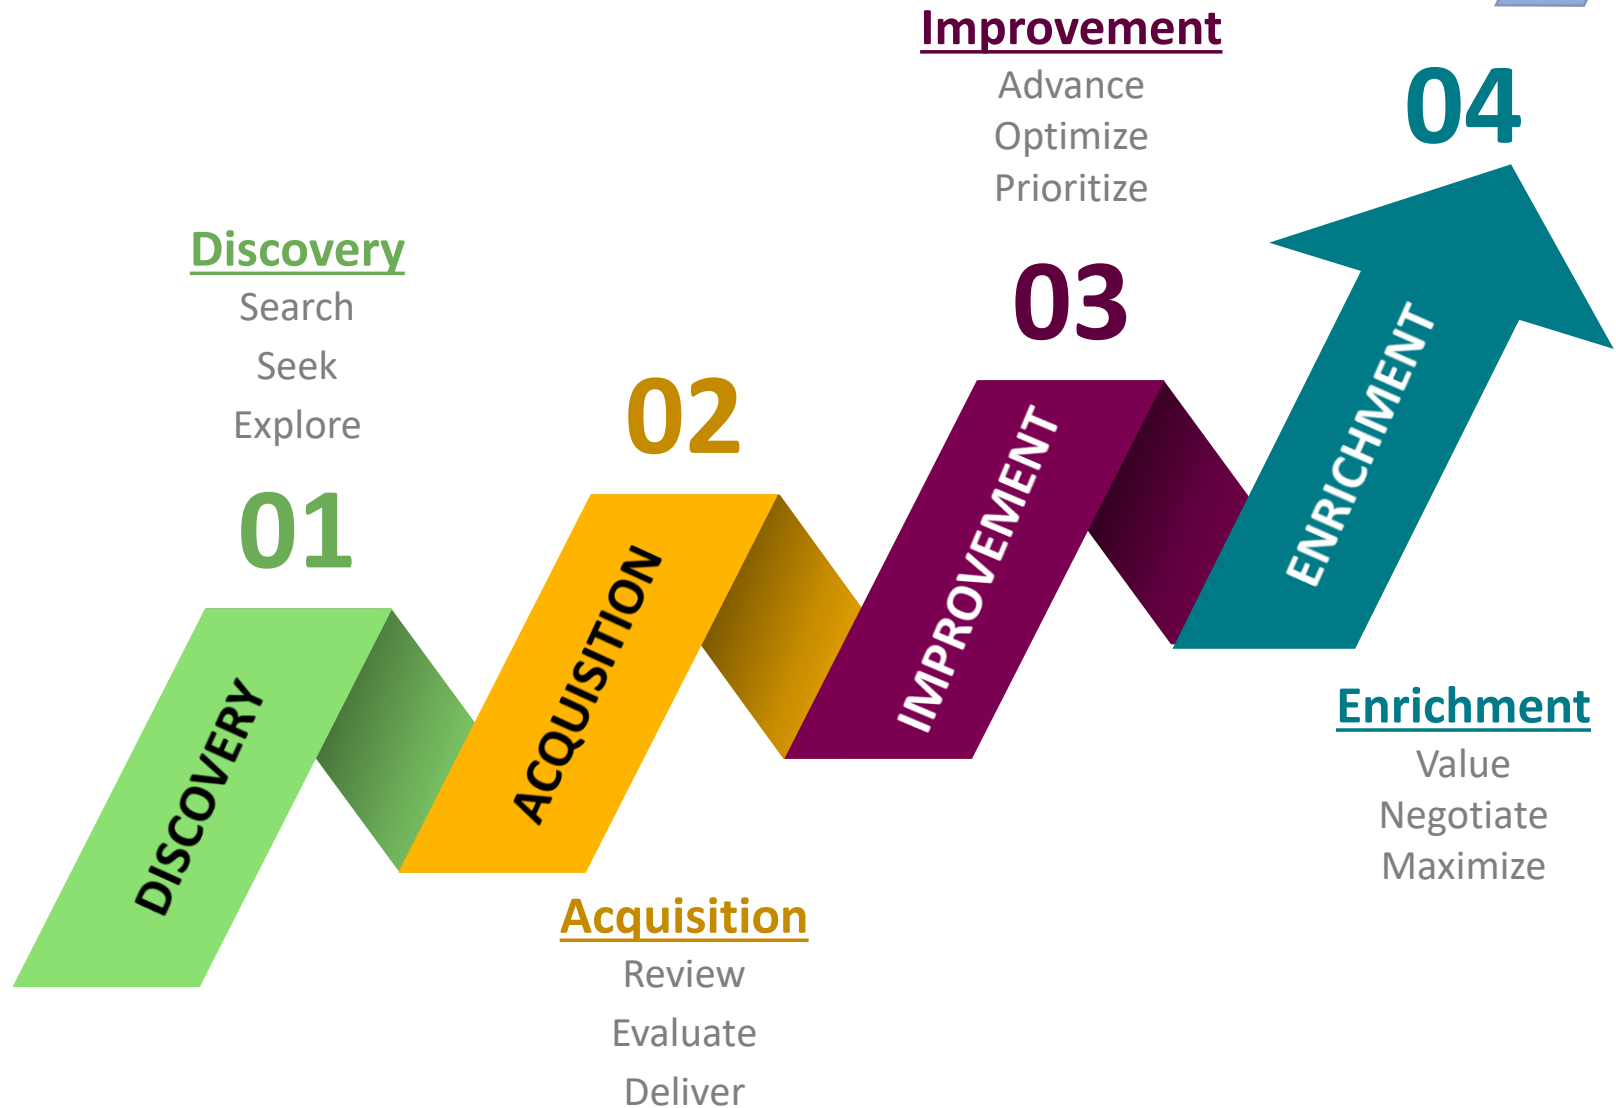 Discovery
Search
Seek
Explore
01
DISCOVERY
02
ACQUISITION
Acquisition
Review
Evaluate
Deliver
Improvement
Advance
Optimize
Prioritize
03
IMPROVEMENT
04
ENRICHMENT
Enrichment
Value
Negotiate
Maximize